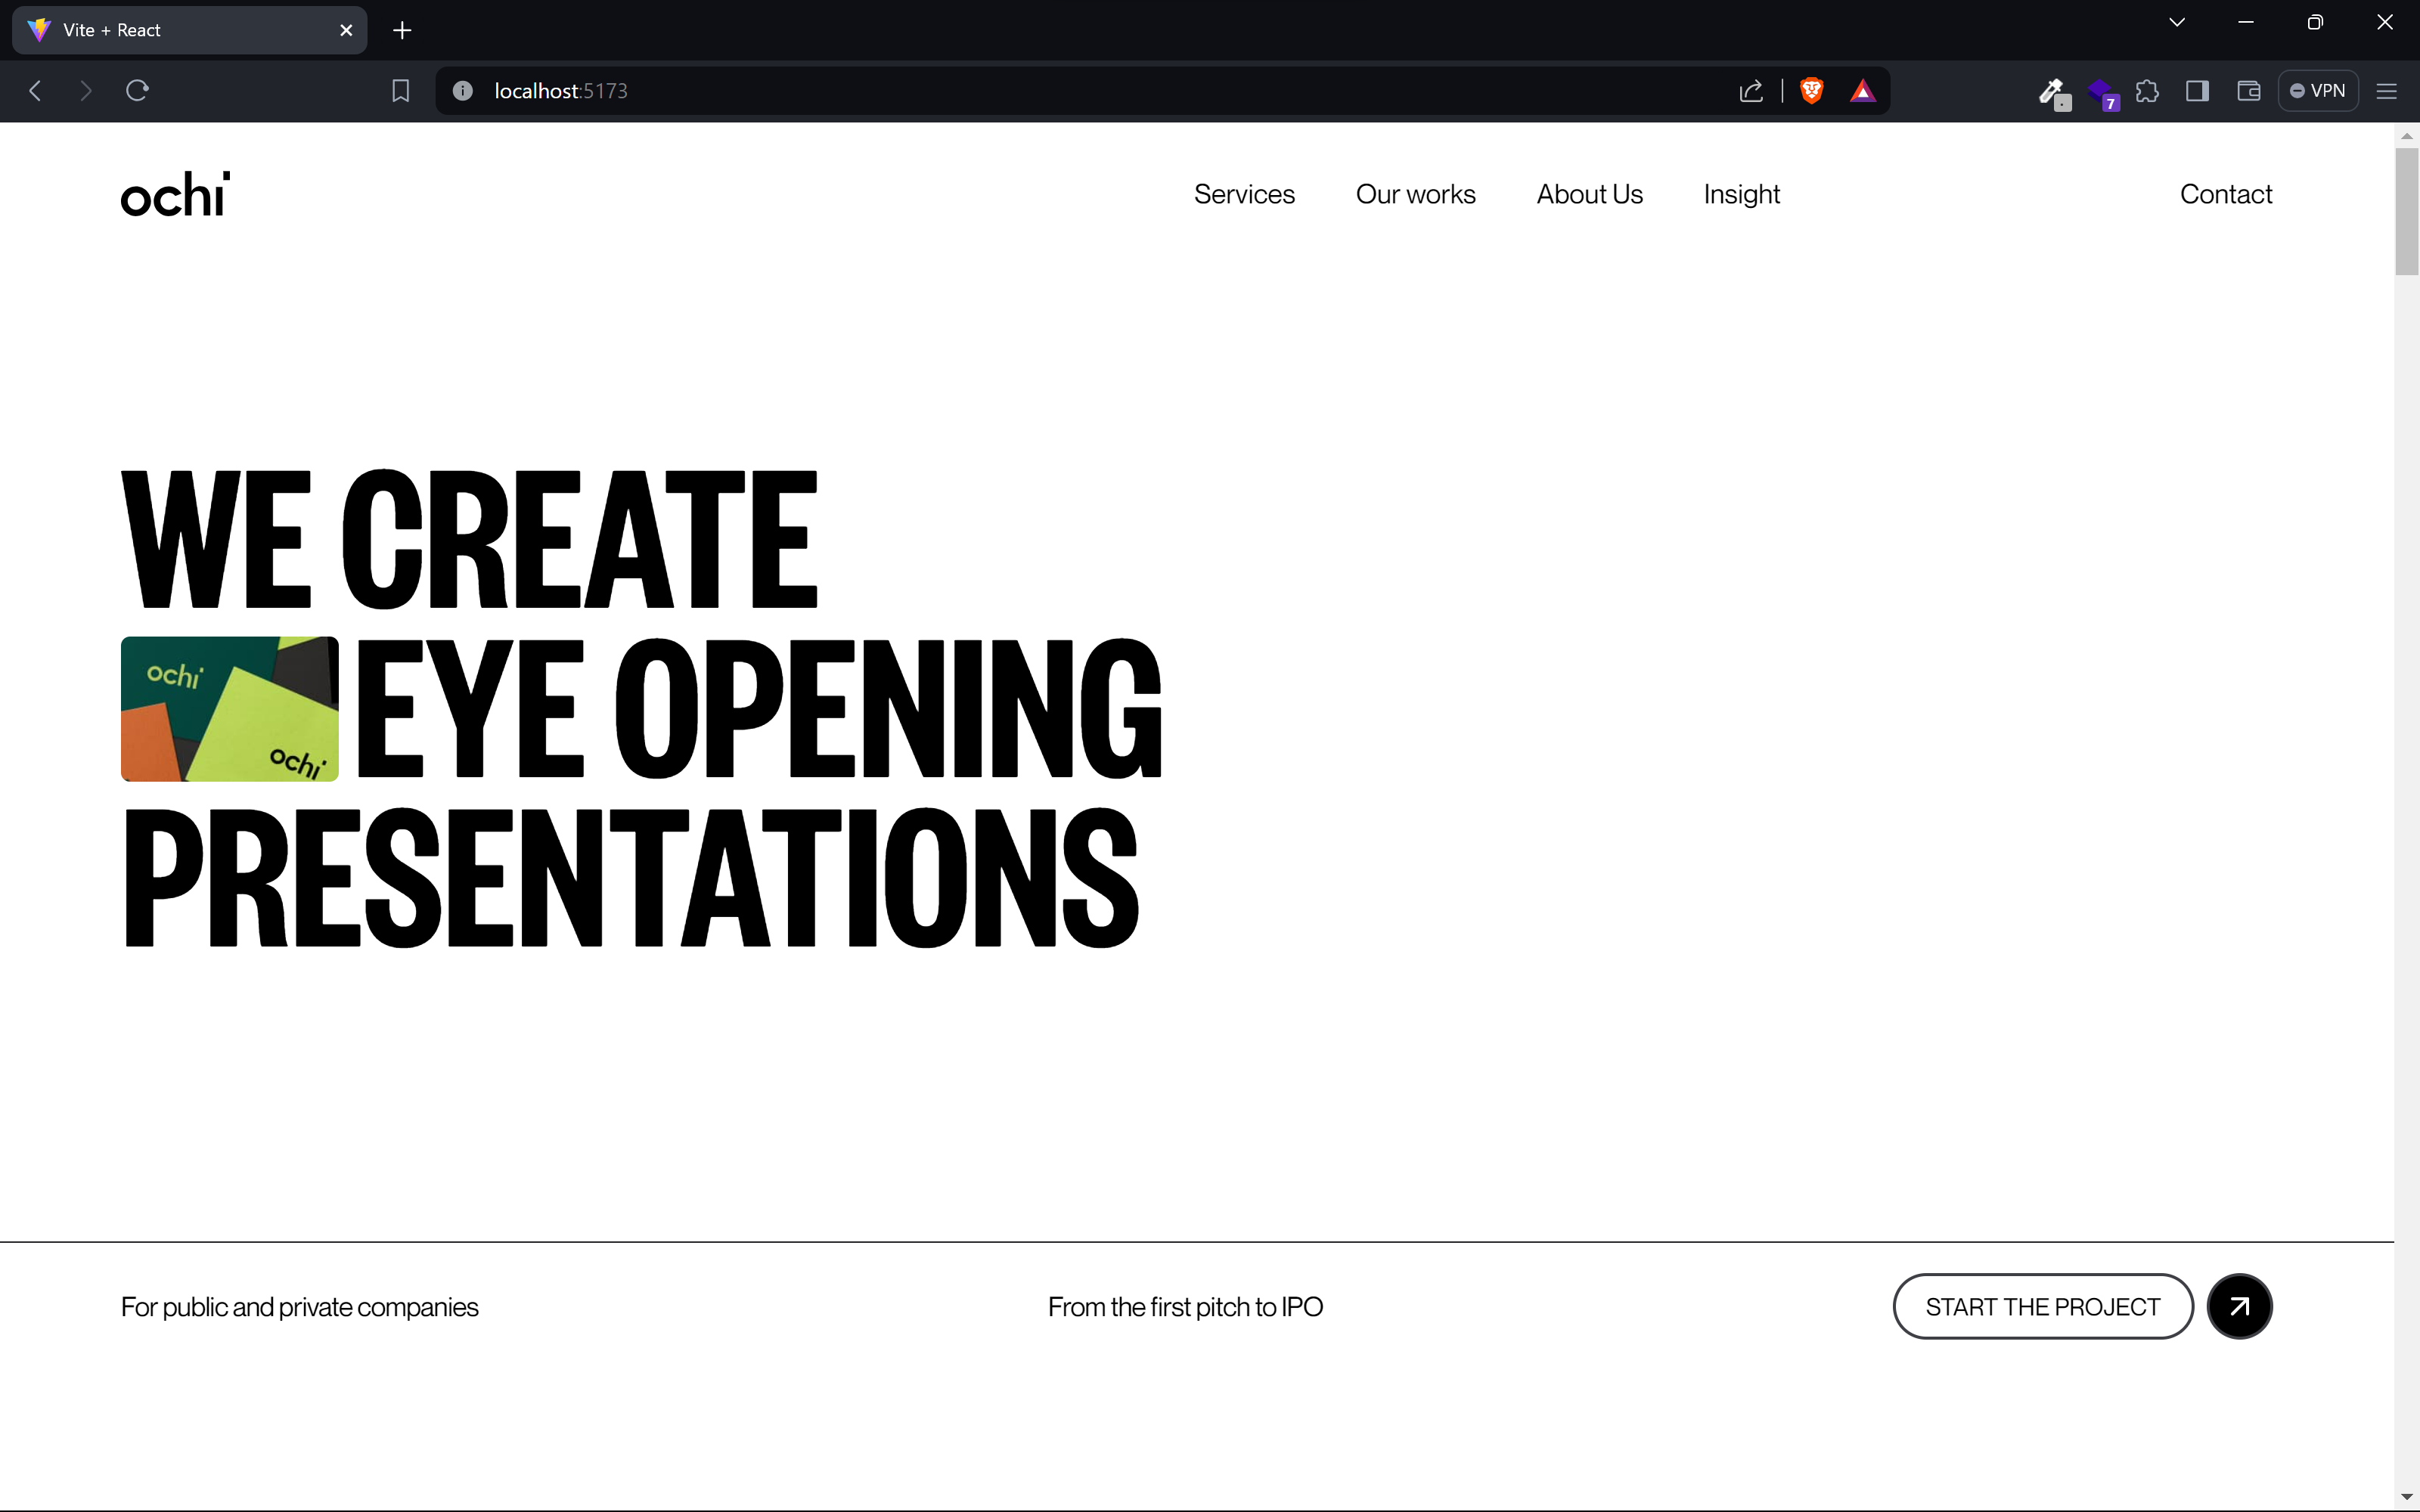 Vite + React
localhost:5173
7
VPN
ochi
Services Our works About Us Insight Contact
WE CREATE
ochi
ochi
EYE OPENING
PRESENTATIONS
For public and private companies From the first pitch to IPO START THE PROJECT